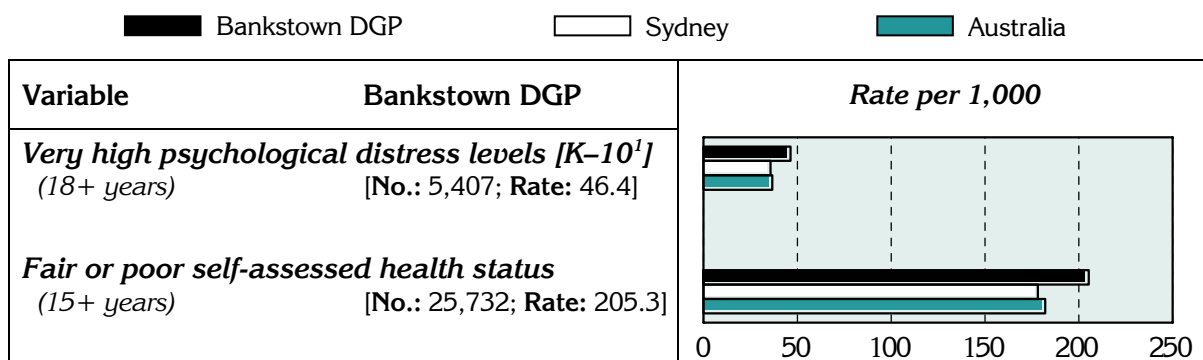 Bankstown DGP Sydney Australia
Variable Bankstown DGP Rate per 1,000
Very high psychological distress levels [K–10¹]
(18+ years) [No.: 5,407; Rate: 46.4]
Fair or poor self-assessed health status
(15+ years) [No.: 25,732; Rate: 205.3]
0 50 100 150 200 250